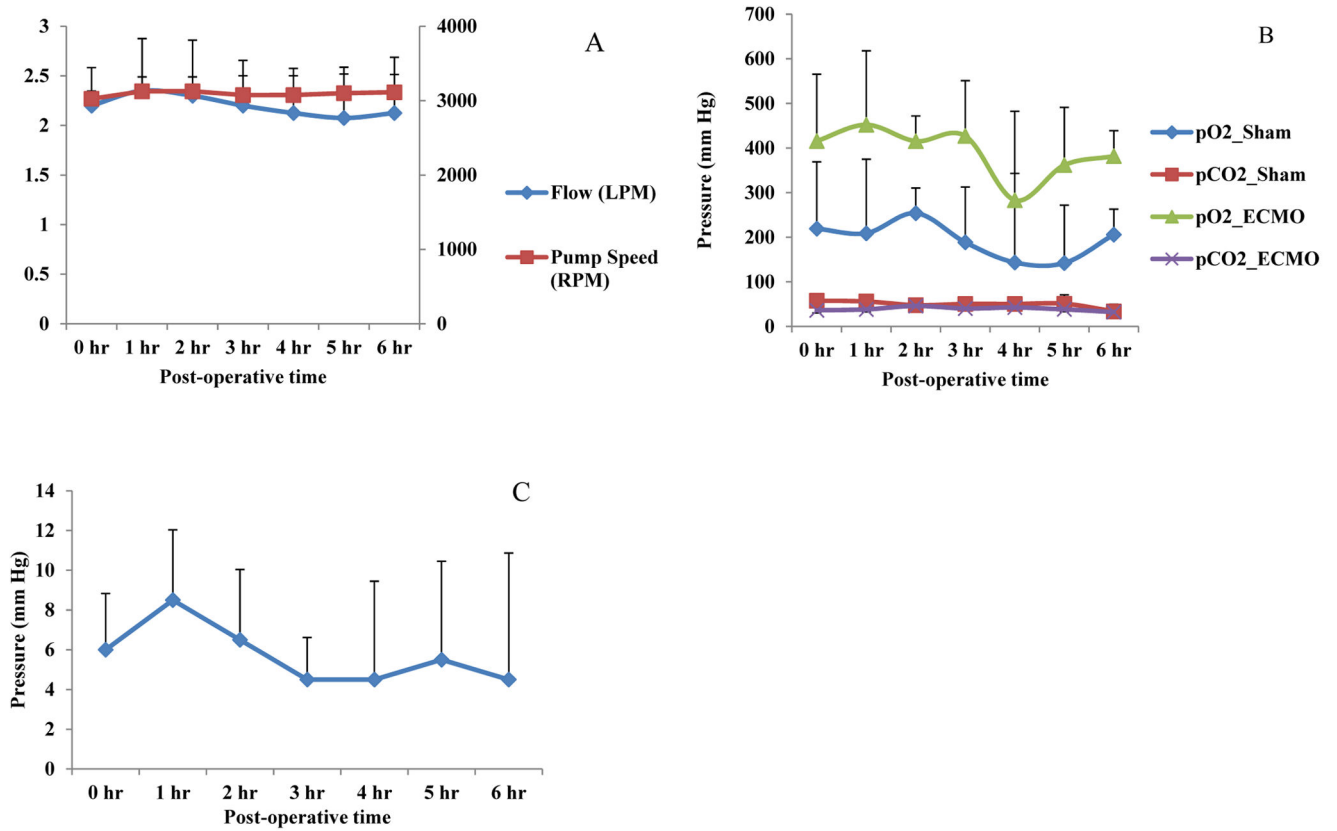 A
3
2.5
2
1.5
1
0.5
0
4000
3000
2000
1000
0
0 hr 1 hr 2 hr 3 hr 4 hr 5 hr 6 hr
Post-operative time
Flow (LPM)
Pump Speed
(RPM)
B
Pressure (mm Hg)
700
600
500
400
300
200
100
0
0 hr 1 hr 2 hr 3 hr 4 hr 5 hr 6 hr
Post-operative time
pO2_Sham
pCO2_Sham
pO2_ECMO
pCO2_ECMO
C
Pressure (mm Hg)
14
12
10
8
6
4
2
0
0 hr 1 hr 2 hr 3 hr 4 hr 5 hr 6 hr
Post-operative time